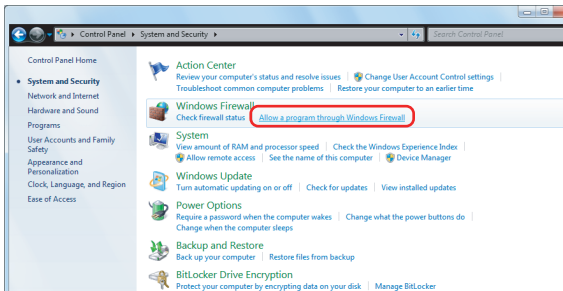 Control Panel ▸ System and Security ▸ Search Control Panel
Control Panel Home
System and Security
Network and Internet
Hardware and Sound
Programs
User Accounts and Family
Safety
Appearance and
Personalization
Clock, Language, and Region
Ease of Access
Action Center
Review your computer's status and resolve issues Change User Account Control settings
Troubleshoot common computer problems Restore your computer to an earlier time
Windows Firewall
Check firewall status Allow a program through Windows Firewall
System
View amount of RAM and processor speed Check the Windows Experience Index
Allow remote access See the name of this computer Device Manager
Windows Update
Turn automatic updating on or off Check for updates View installed updates
Power Options
Require a password when the computer wakes Change what the power buttons do
Change when the computer sleeps
Backup and Restore
Back up your computer Restore files from backup
BitLocker Drive Encryption
Protect your computer by encrypting data on your disk Manage BitLocker